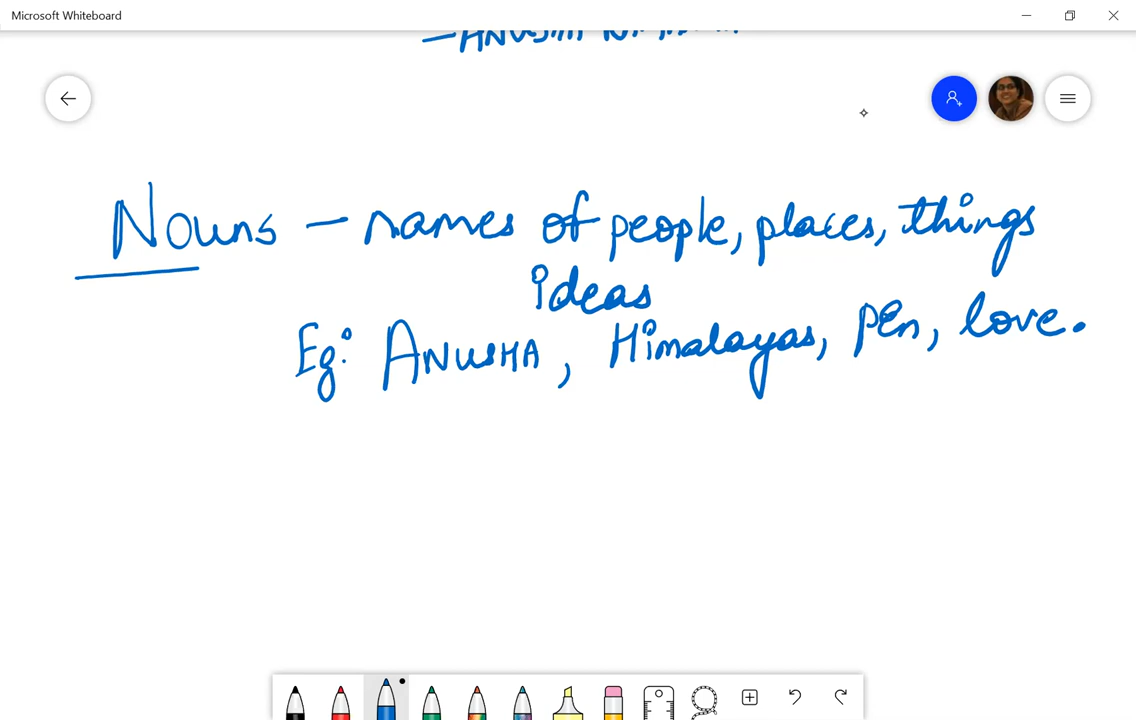 Microsoft Whiteboard
Nouns - names of people, places, things
ideas
Eg: ANUSHA, Himalayas, pen, love.